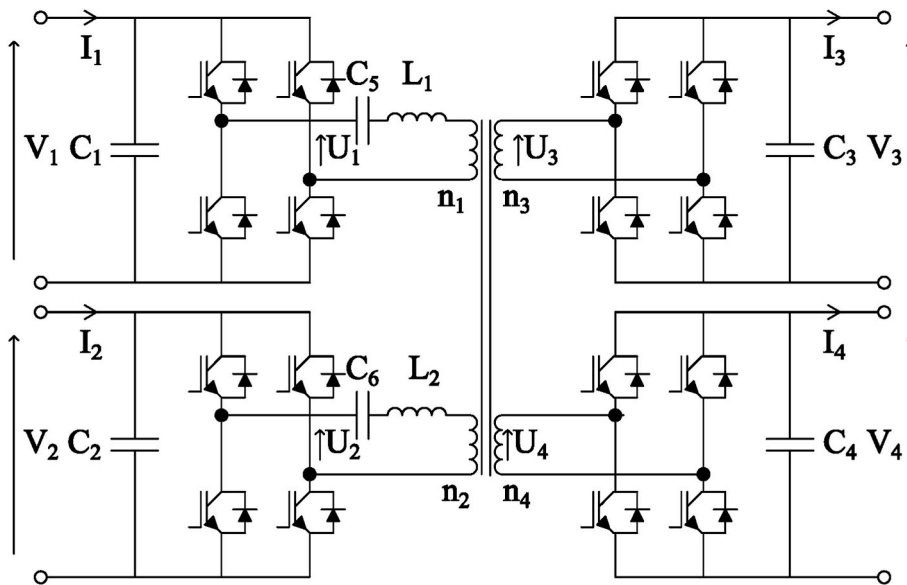 I1
I3
C5 L1
V1 C1
U1
U3
C3 V3
n1 n3
I2
I4
C6 L2
V2 C2
U2
U4
C4 V4
n2 n4